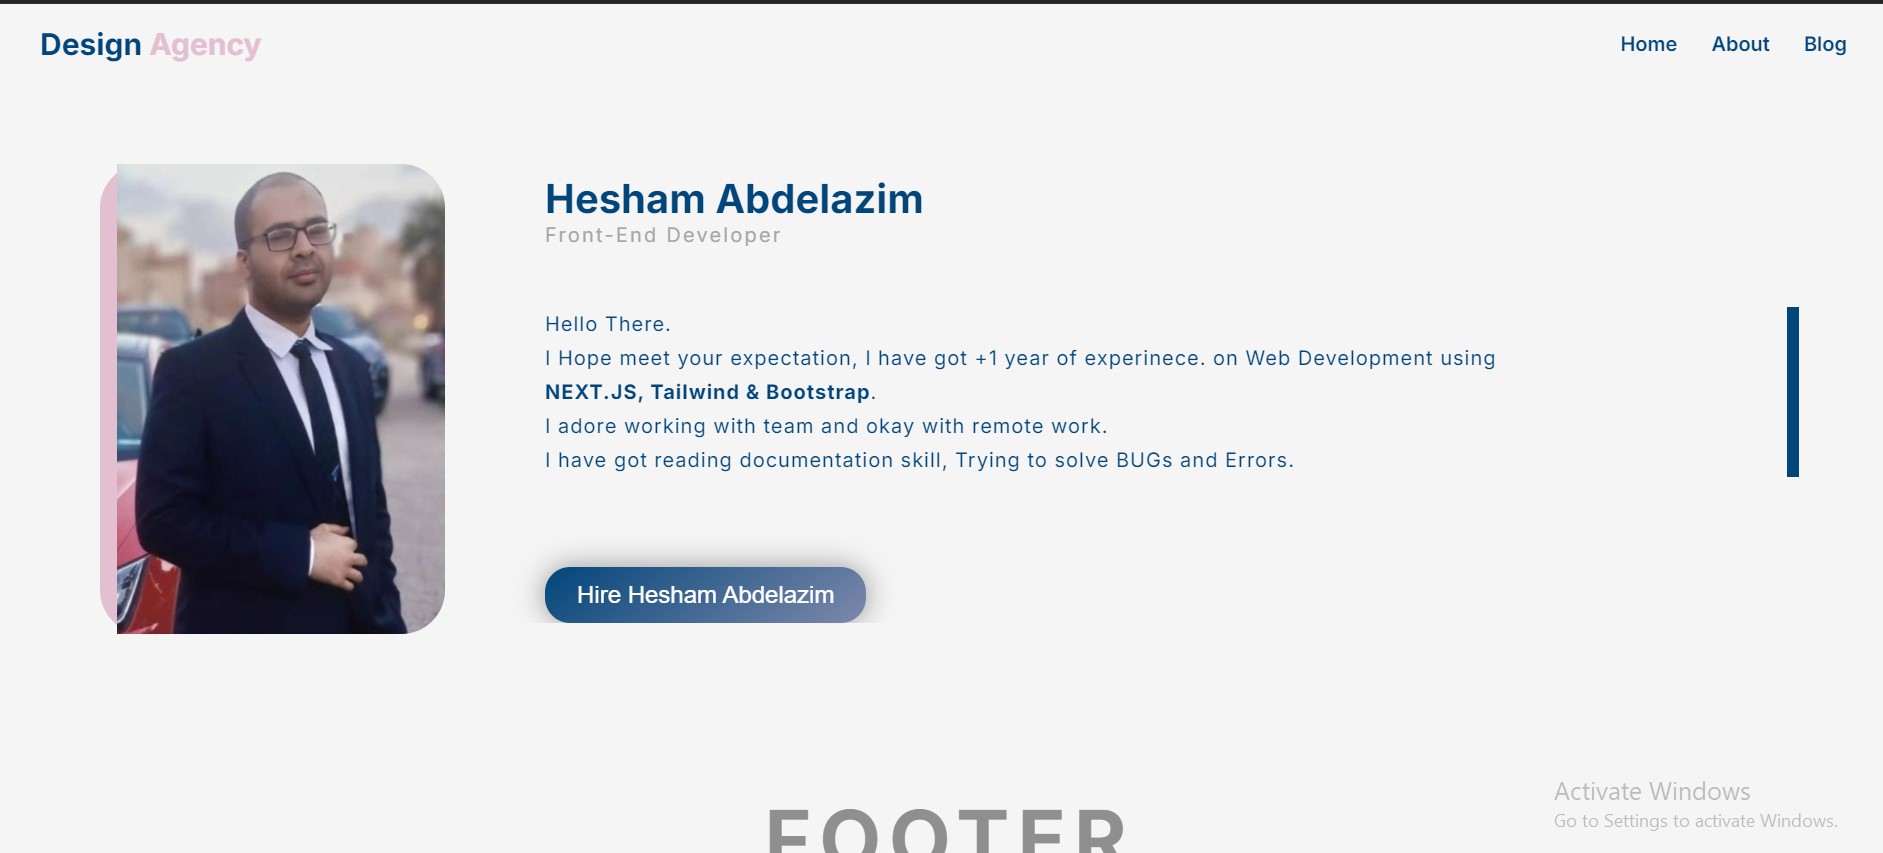 Design Agency
Home About Blog
Hesham Abdelazim
Front-End Developer
Hello There.
I Hope meet your expectation, I have got +1 year of experinece. on Web Development using
NEXT.JS, Tailwind & Bootstrap.
I adore working with team and okay with remote work.
I have got reading documentation skill, Trying to solve BUGs and Errors.
Hire Hesham Abdelazim
Activate Windows
Go to Settings to activate Windows.
FOOTER